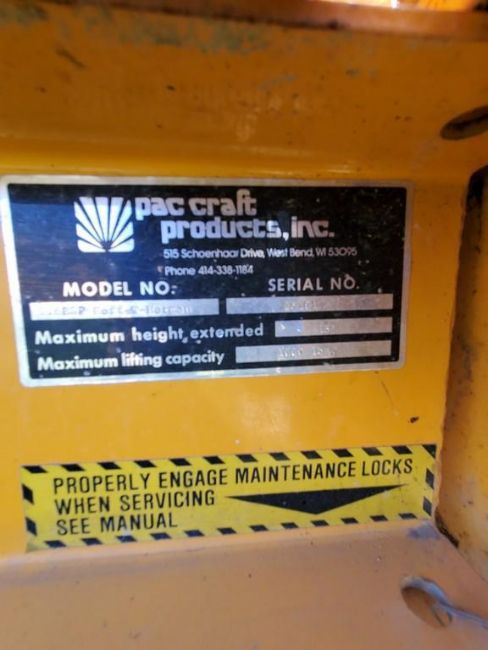 pac craft
products, inc.
515 Schoenhaar Drive, West Bend, WI 53095
Phone 414-338-1184
MODEL NO. SERIAL NO.
Maximum height extended
Maximum lifting capacity
PROPERLY ENGAGE MAINTENANCE LOCKS
WHEN SERVICING
SEE MANUAL